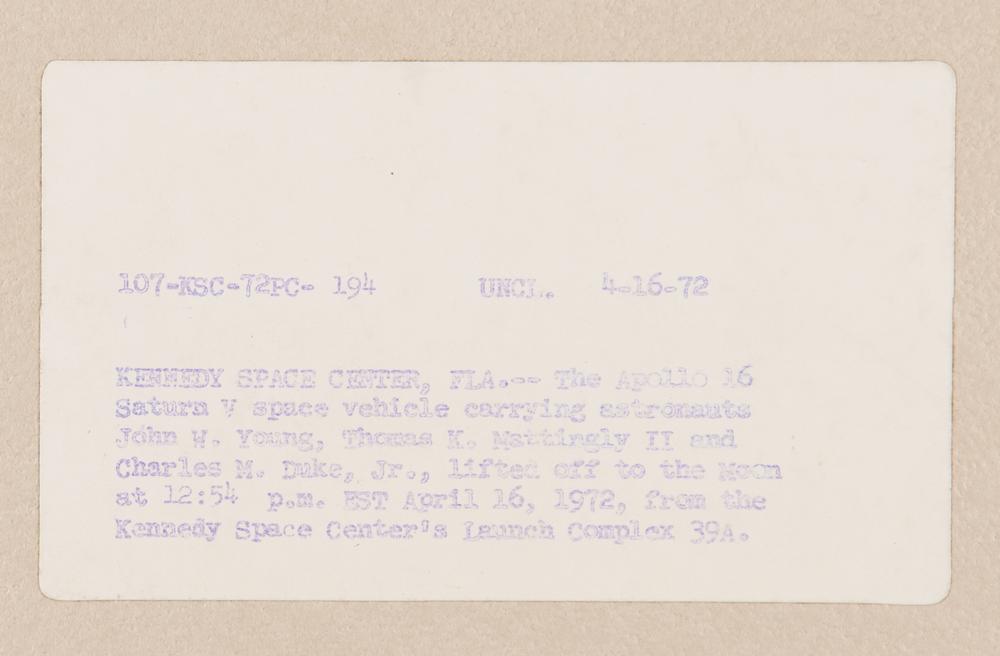 107-KSC-72PC- 194 UNCL. 4-16-72
KENNEDY SPACE CENTER, FLA.-- The Apollo 16
Saturn V space vehicle carrying astronauts
John W. Young, Thomas K. Mattingly II and
Charles M. Duke, Jr., lifted off to the Moon
at 12:54 p.m. EST April 16, 1972, from the
Kennedy Space Center's Launch Complex 39A.